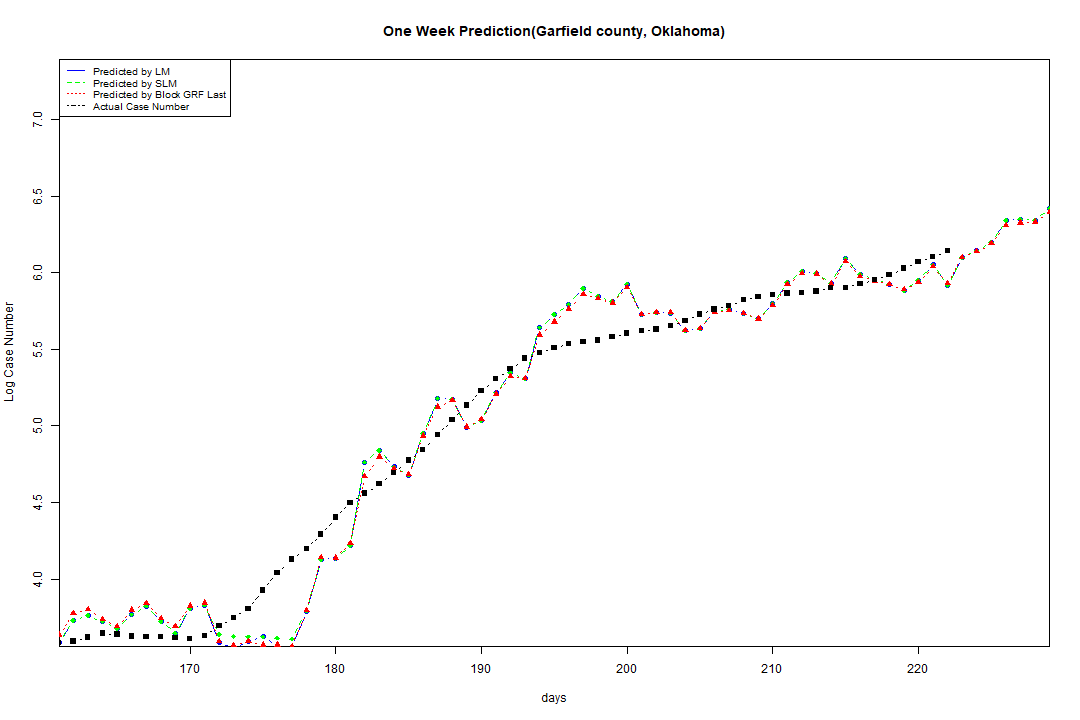 One Week Prediction(Garfield county, Oklahoma)
Predicted by LM
Predicted by SLM
Predicted by Block GRF Last
Actual Case Number
7.0
6.5
6.0
5.5
5.0
4.5
4.0
Log Case Number
170 180 190 200 210 220
days